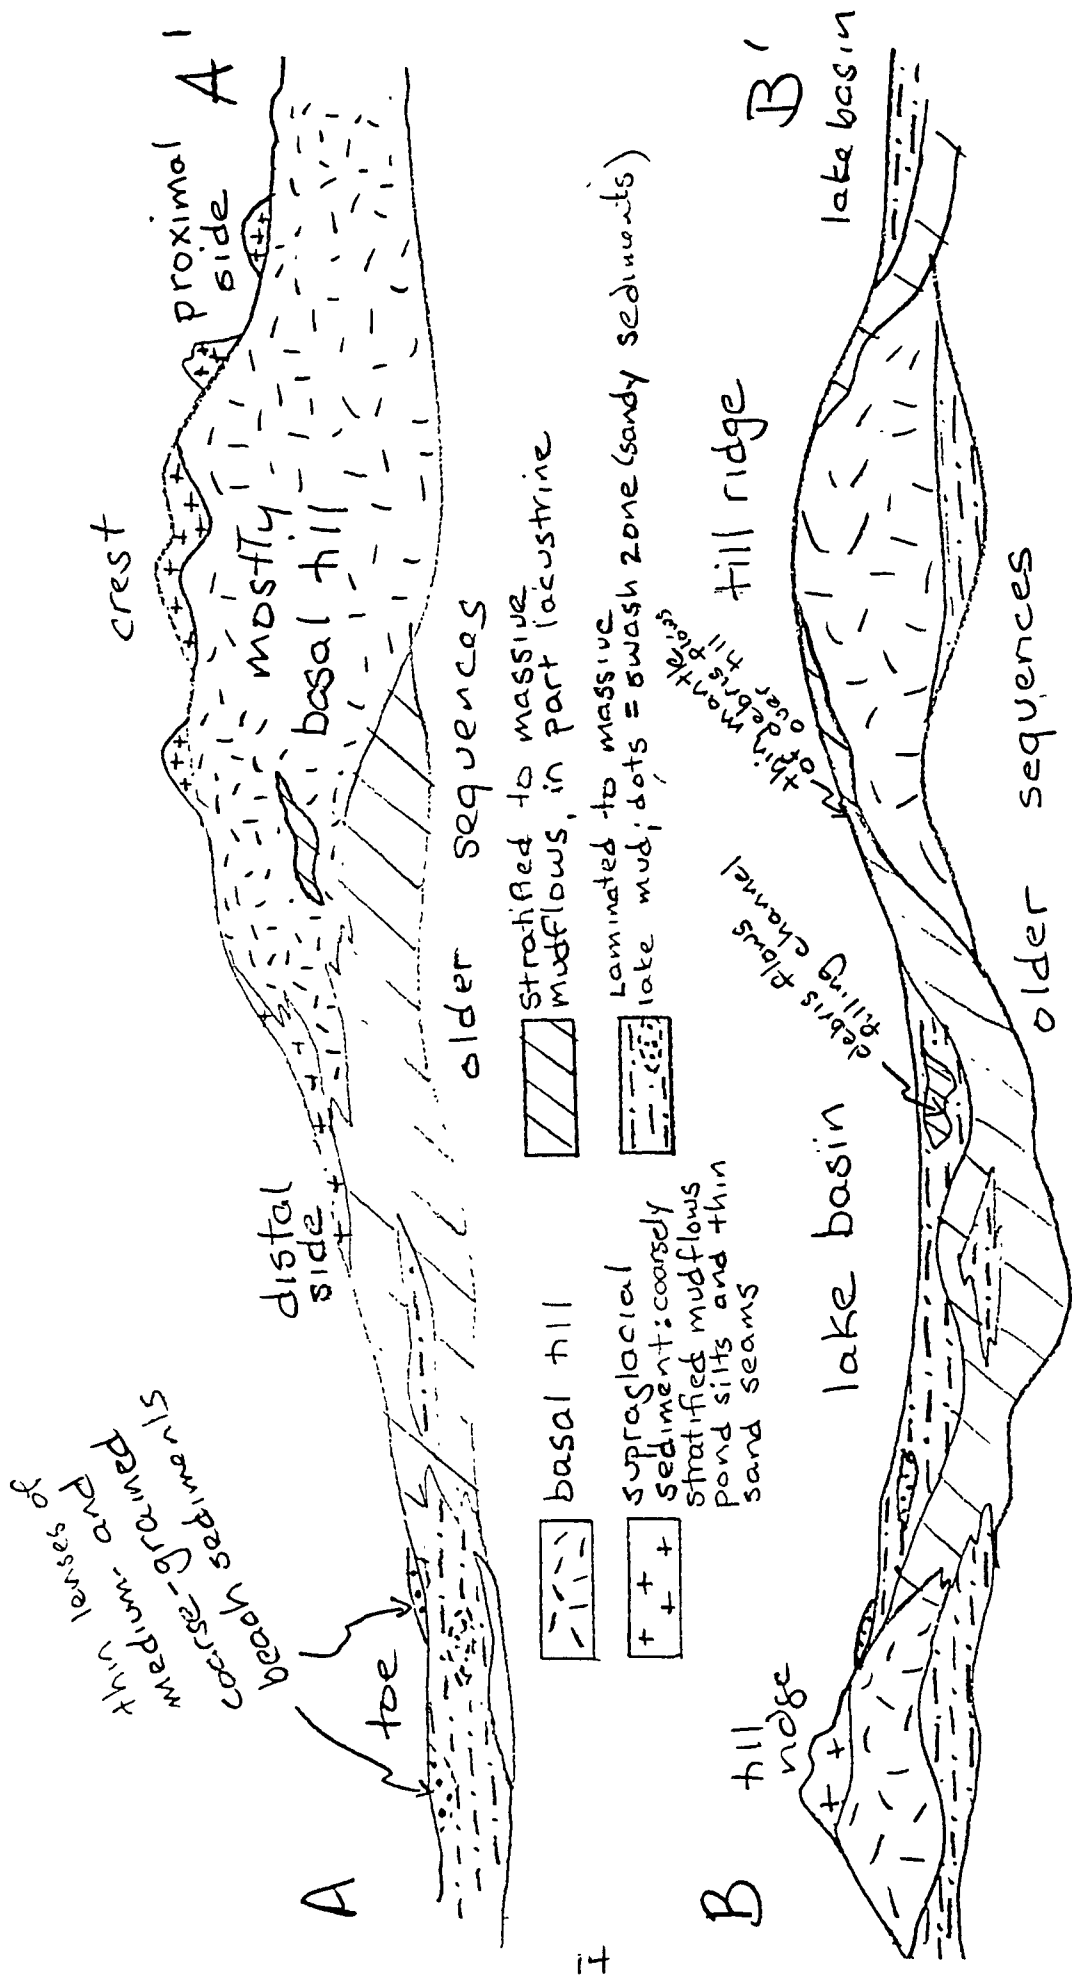 A
A'
thin lenses of
medium- and
coarse-grained
beach sediments
toe
distal
side
crest
proximal
side
mostly
basal till
older sequences
basal till
supraglacial
sediment: coarsely
stratified mudflows
pond silts and thin
sand seams
stratified to massive
mudflows, in part lacustrine
Laminated to massive
lake mud; dots = swash zone (sandy sediments)
B
B'
till
ridge
lake basin
debris flows
filling channel
thin mantle
of debris flows
over till
till ridge
lake basin
older sequences